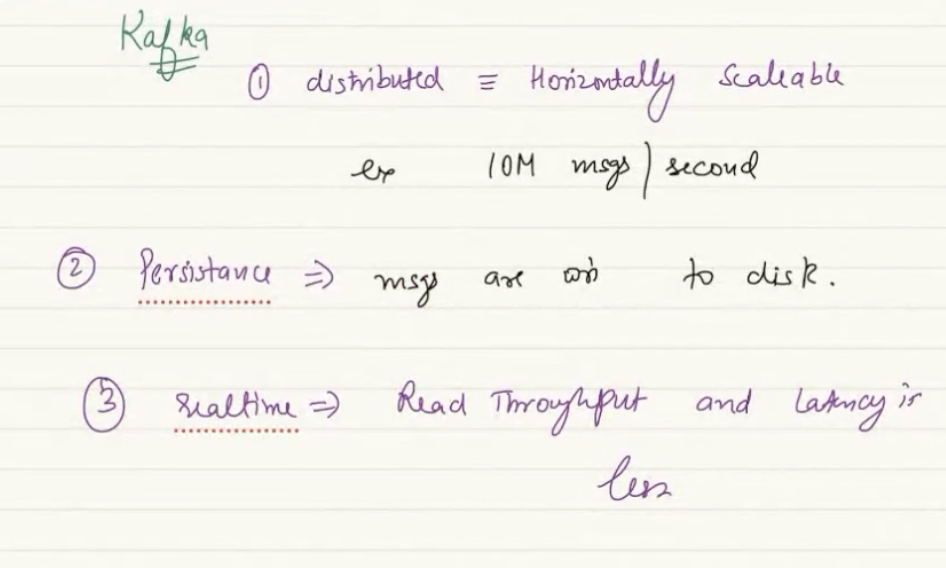 Kafka
① distributed ≡ Horizontally Scaleable
ex 10M msgs / second
② Persistance => msgs are to disk.
③ realtime => Read Throughput and Latency is
less